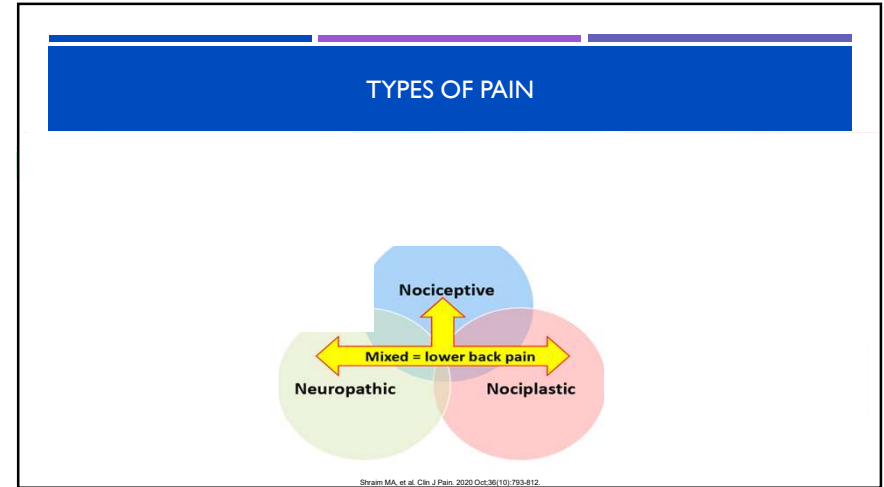 TYPES OF PAIN
Nociceptive
Mixed = lower back pain
Neuropathic
Nociplastic
Shraim MA, et al. Clin J Pain. 2020 Oct;36(10):793-812.